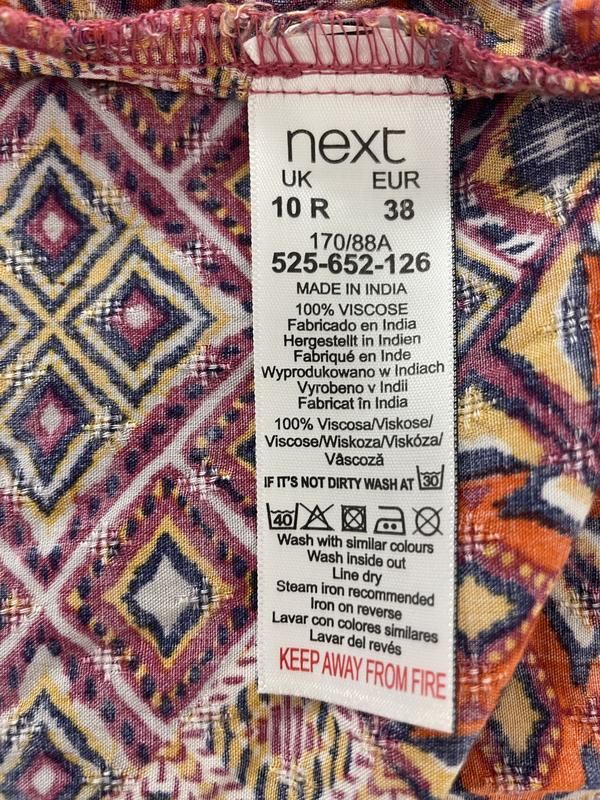 next
UK EUR
10 R 38
170/88A
525-652-126
MADE IN INDIA
100% VISCOSE
Fabricado en India
Hergestellt in Indien
Fabriqué en Inde
Wyprodukowano w Indiach
Vyrobeno v Indii
Fabricat în India
100% Viscosa/Viskose/
Viscose/Wiskoza/Viskóza/
Vâscoză
IF IT'S NOT DIRTY WASH AT 30
40
Wash with similar colours
Wash inside out
Line dry
Steam iron recommended
Iron on reverse
Lavar con colores similares
Lavar del revés
KEEP AWAY FROM FIRE